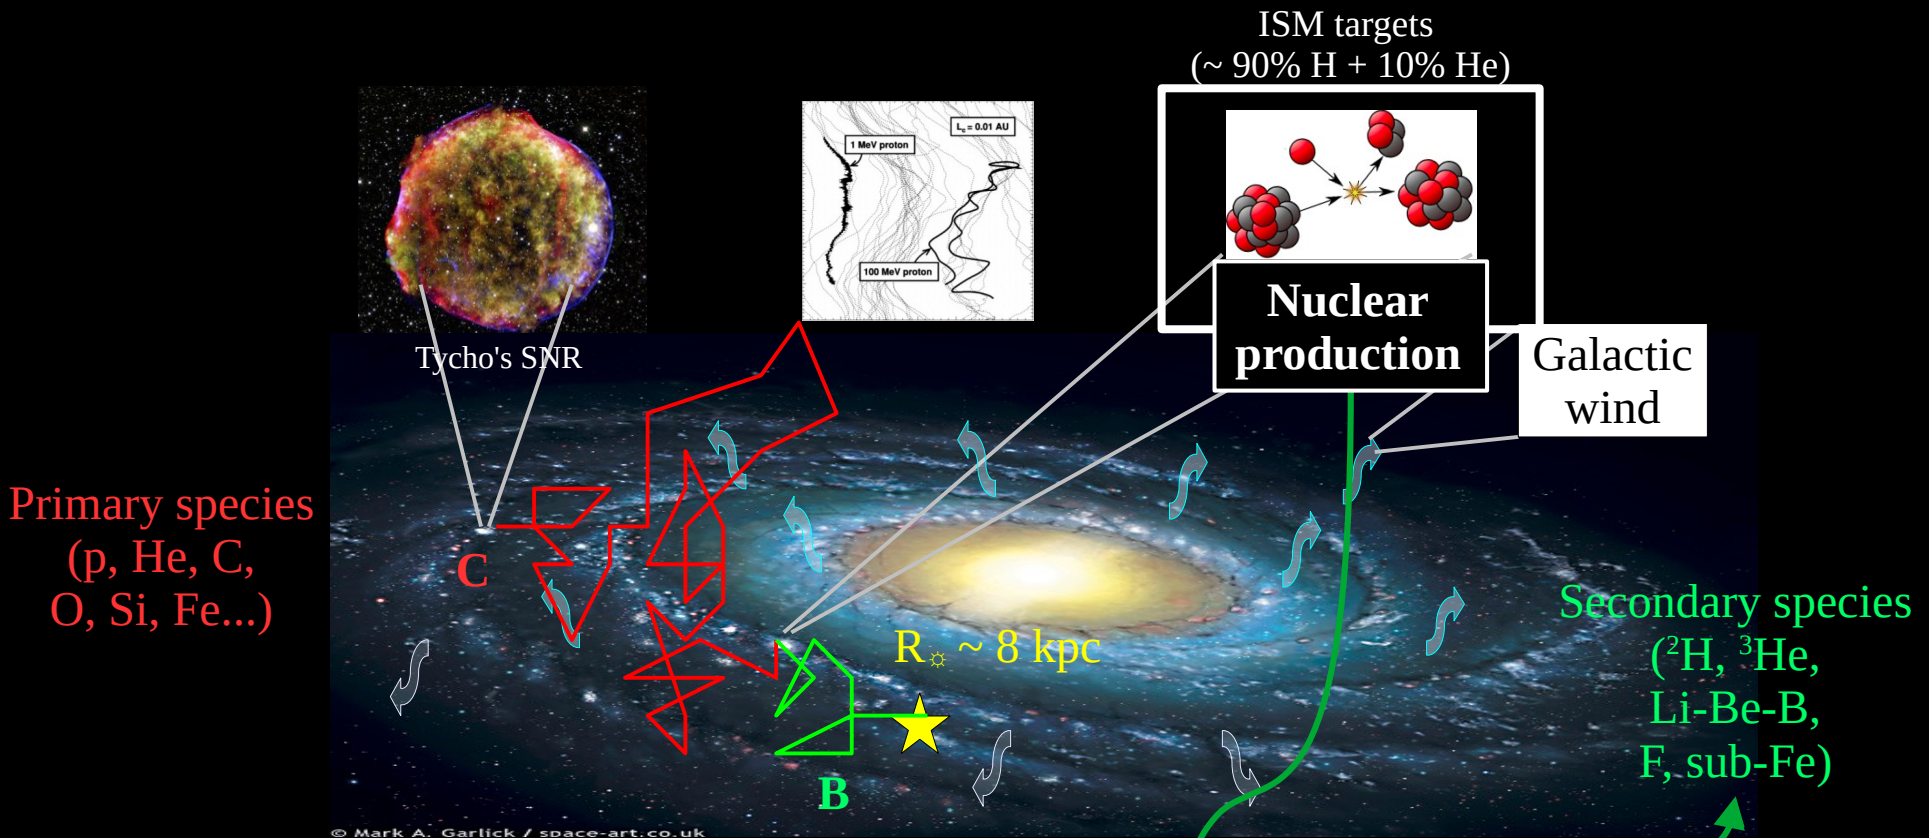 ISM targets
(~ 90% H + 10% He)
L_c = 0.01 AU
1 MeV proton
100 MeV proton
Nuclear
production
Tycho's SNR
Galactic
wind
Primary species
(p, He, C,
O, Si, Fe...)
C
R☼ ~ 8 kpc
Secondary species
(²H, ³He,
Li-Be-B,
F, sub-Fe)
B
© Mark A. Garlick / space-art.co.uk